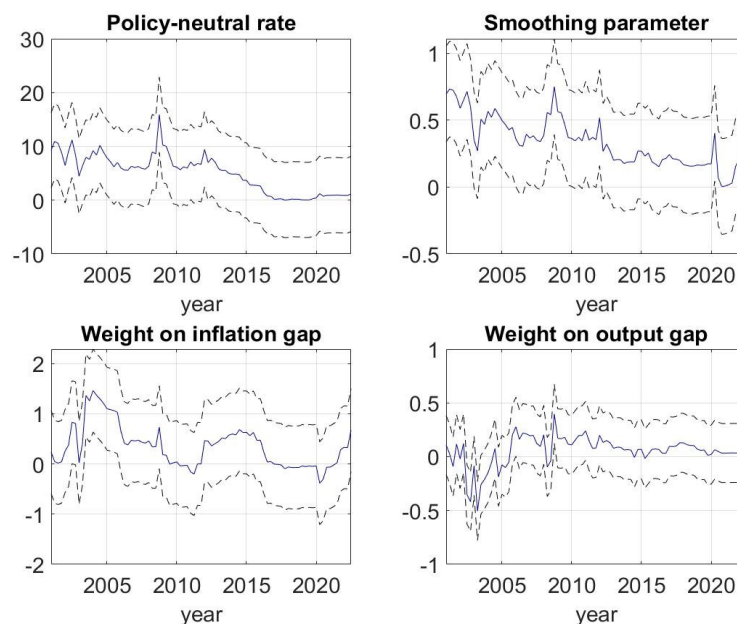 Policy-neutral rate
30
20
10
0
-10
2005 2010 2015 2020
year
Smoothing parameter
1
0.5
0
-0.5
2005 2010 2015 2020
year
Weight on inflation gap
2
1
0
-1
-2
2005 2010 2015 2020
year
Weight on output gap
1
0.5
0
-0.5
-1
2005 2010 2015 2020
year